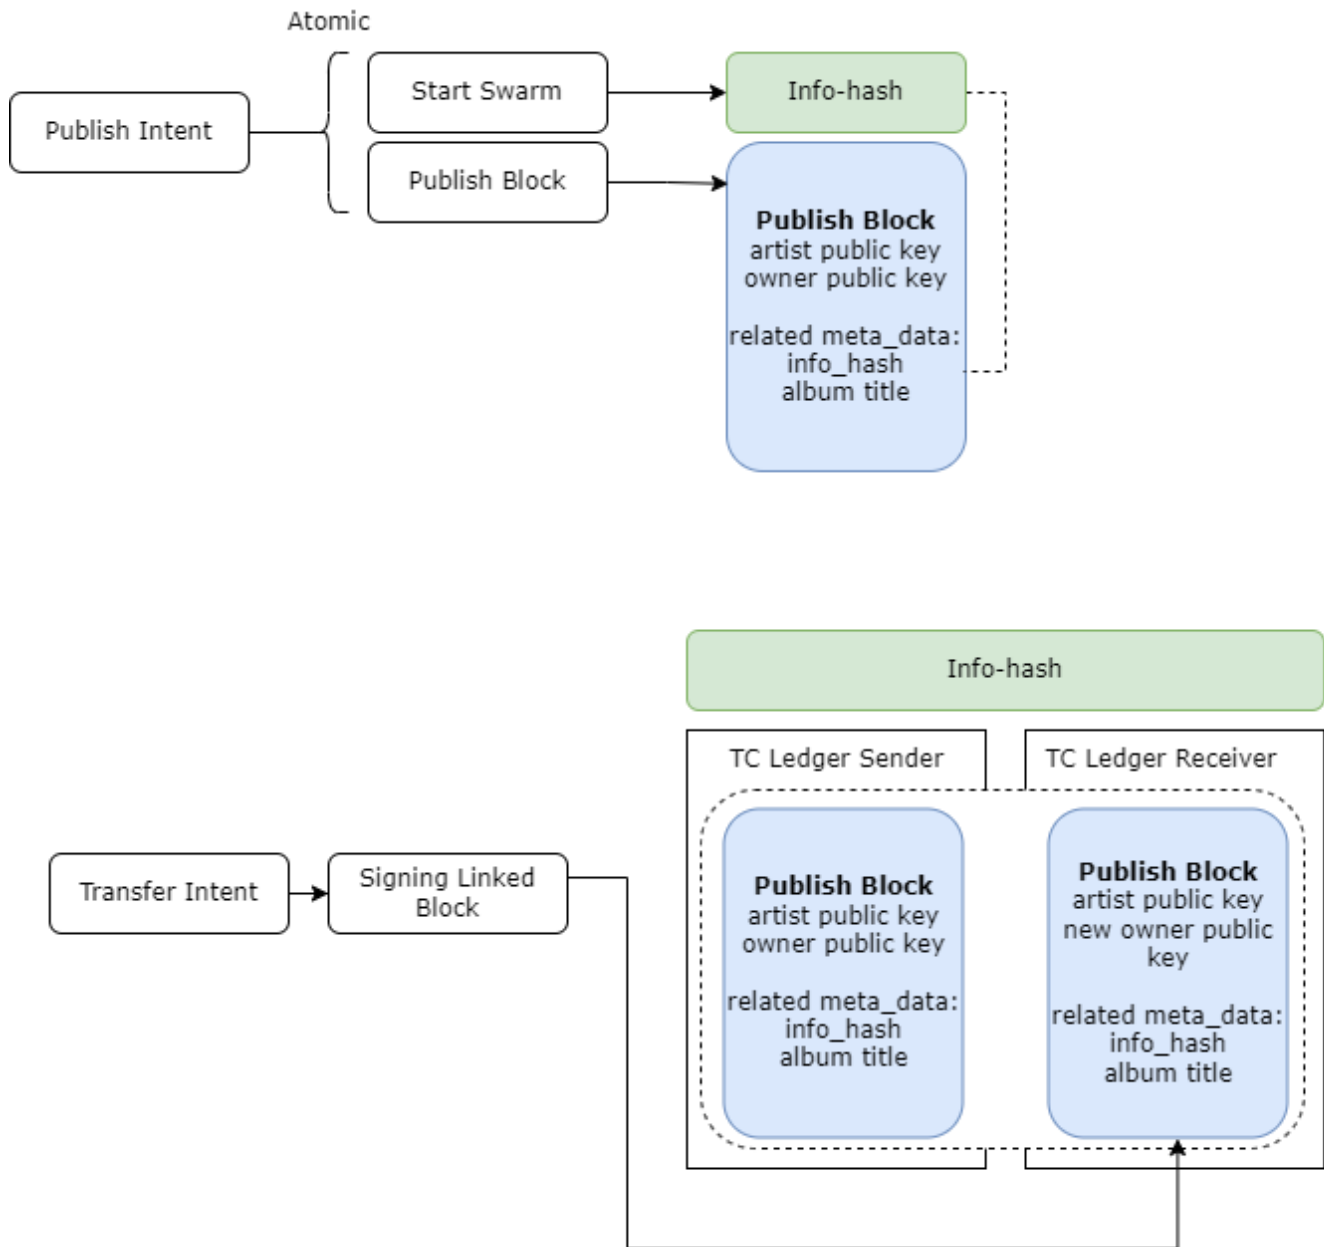 Atomic
Publish Intent
Start Swarm
Info-hash
Publish Block
Publish Block
artist public key
owner public key
related meta_data:
info_hash
album title
Info-hash
TC Ledger Sender
TC Ledger Receiver
Transfer Intent
Signing Linked
Block
Publish Block
artist public key
owner public key
related meta_data:
info_hash
album title
Publish Block
artist public key
new owner public
key
related meta_data:
info_hash
album title